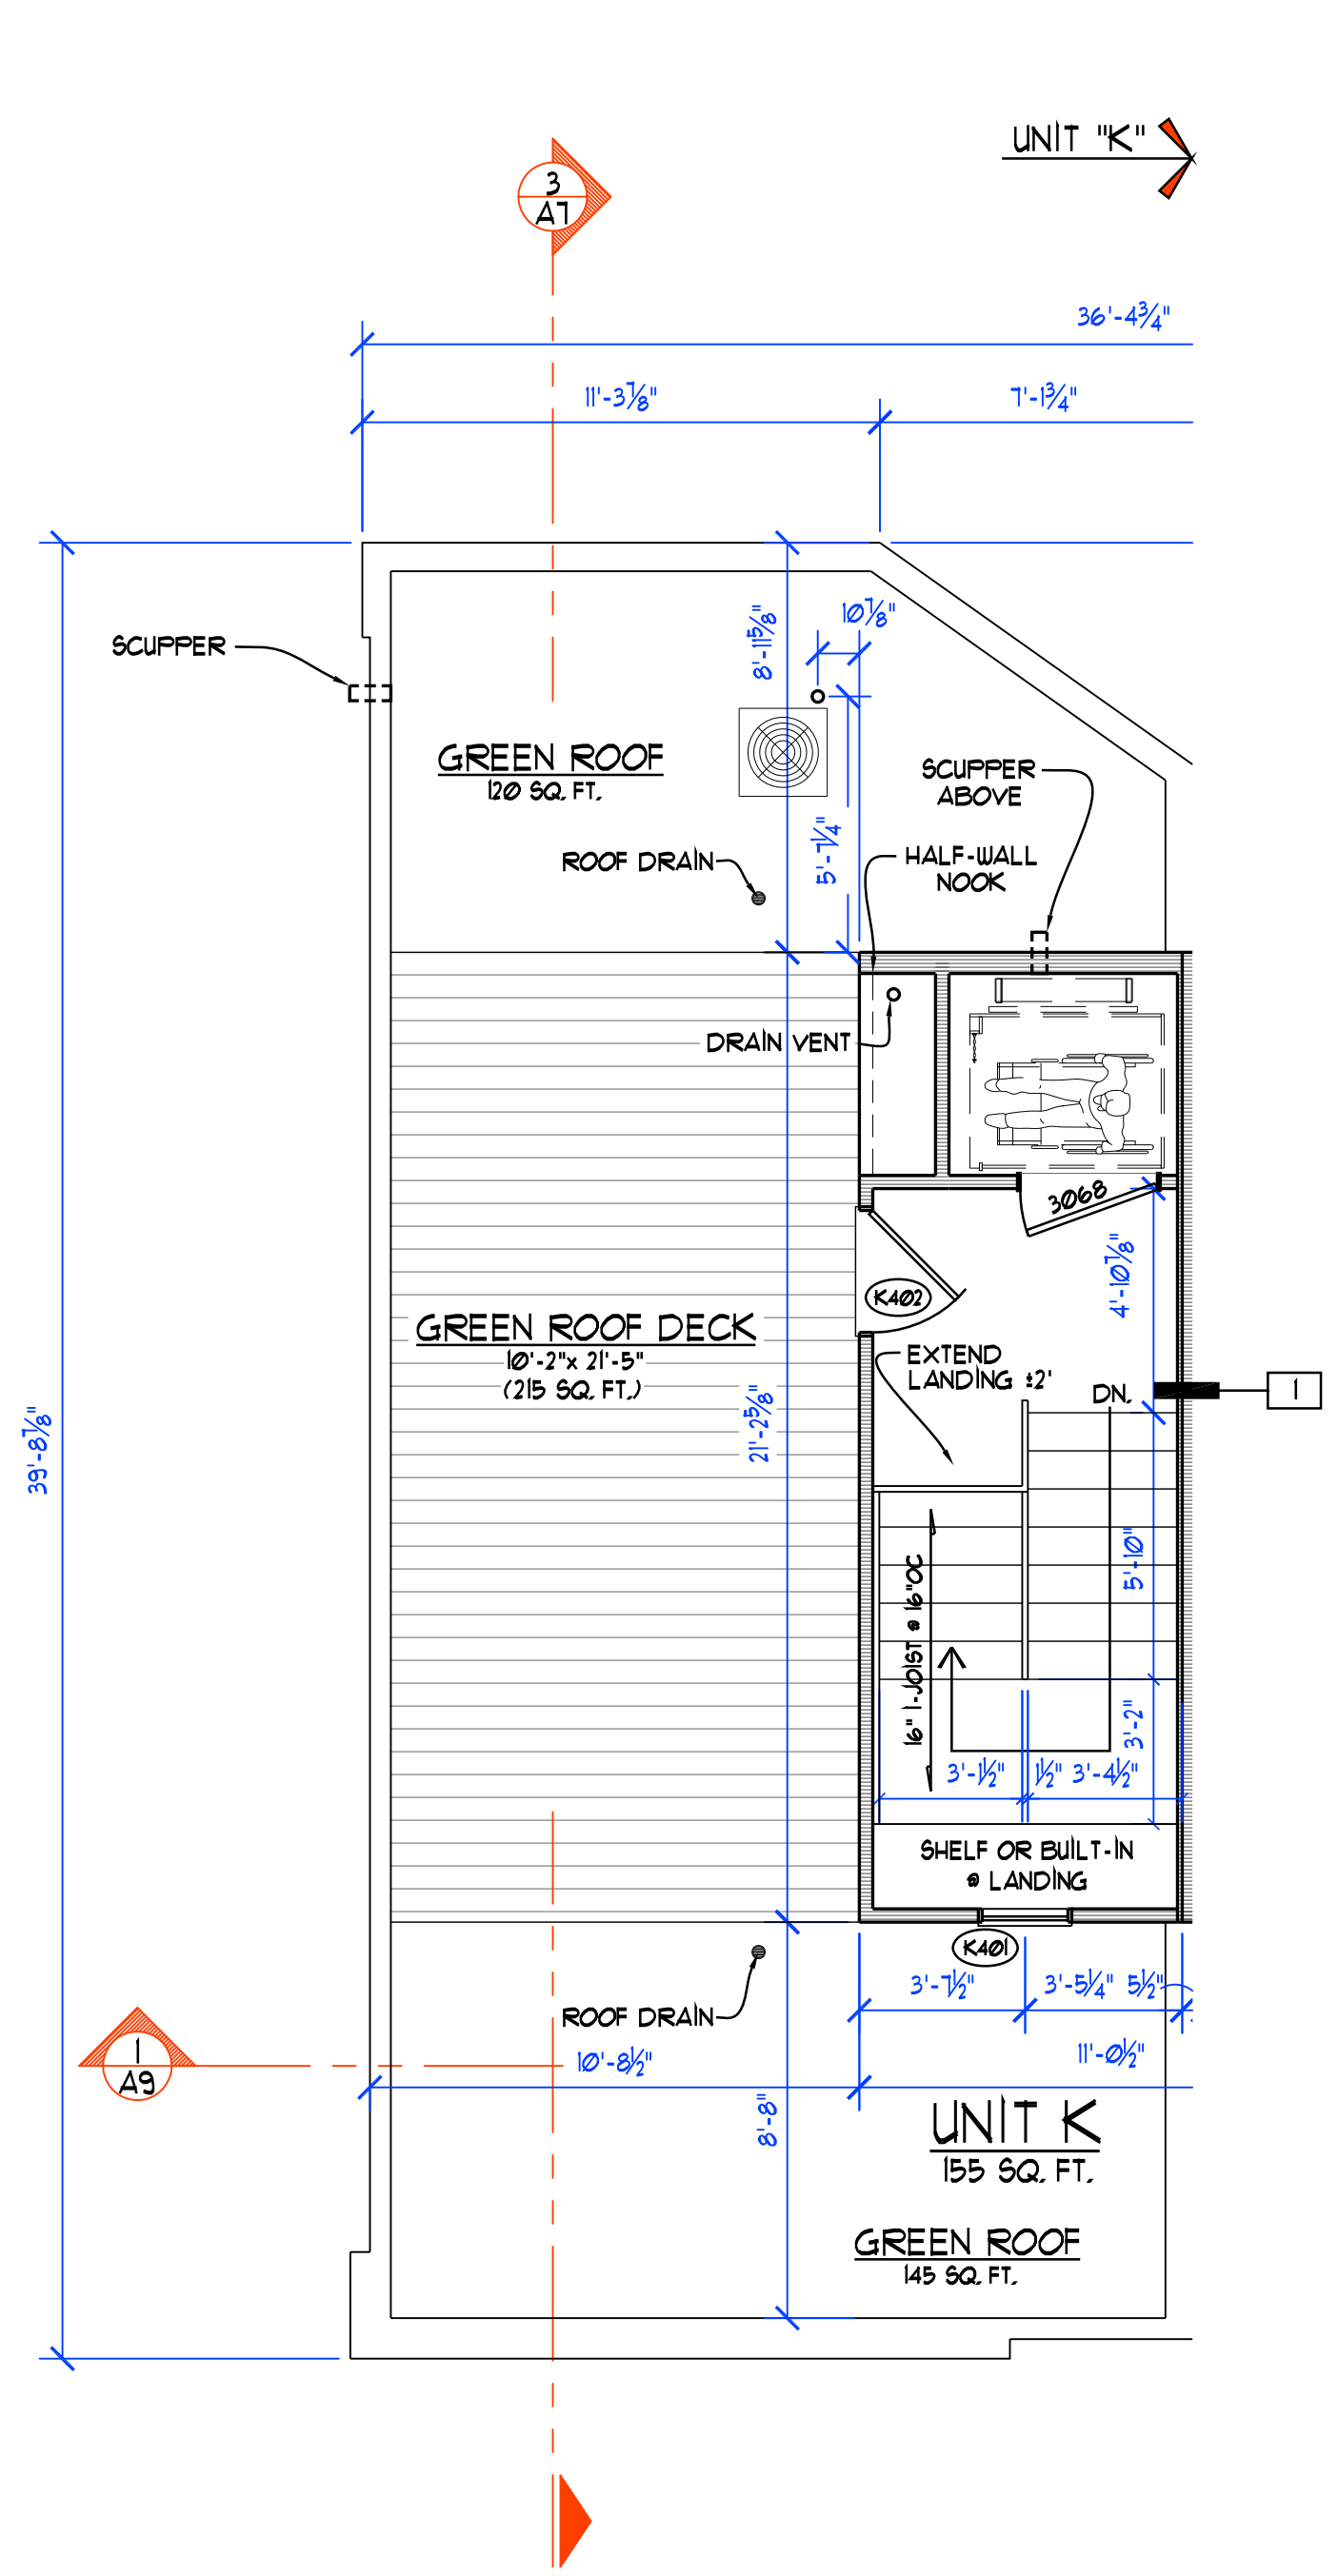 UNIT "K"
3
A7
36'-4¾"
11'-3⅞"
7'-1¾"
SCUPPER
8'-11⅝"
10⅞"
GREEN ROOF
120 SQ. FT.
SCUPPER
ABOVE
5'-7¼"
ROOF DRAIN
HALF-WALL
NOOK
DRAIN VENT
3068
4'-10⅞"
K402
GREEN ROOF DECK
10'-2"x 21'-5"
(215 SQ. FT.)
EXTEND
LANDING ±2'
DN.
1
21'-2⅝"
39'-8⅞"
5'-10"
16" I-JOIST @ 16"OC
3'-2"
3'-1½"
1½"
3'-4½"
SHELF OR BUILT-IN
@ LANDING
K401
3'-7½"
3'-5¼"
5½"
ROOF DRAIN
1
A9
10'-8½"
11'-0½"
8'-8"
UNIT K
155 SQ. FT.
GREEN ROOF
145 SQ. FT.